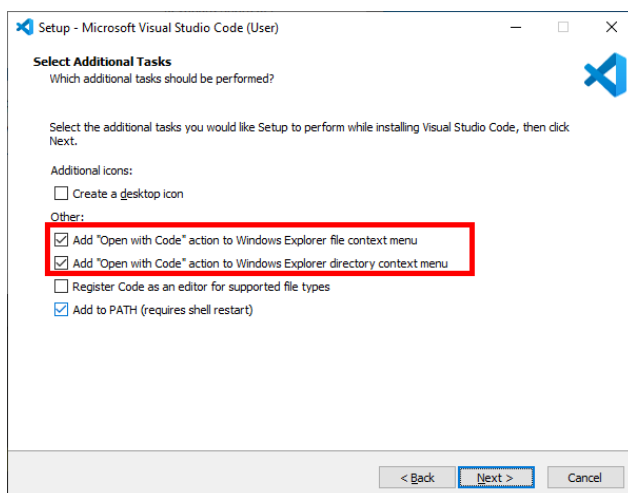 Setup - Microsoft Visual Studio Code (User)
Select Additional Tasks
Which additional tasks should be performed?
Select the additional tasks you would like Setup to perform while installing Visual Studio Code, then click
Next.
Additional icons:
Create a desktop icon
Other:
Add "Open with Code" action to Windows Explorer file context menu
Add "Open with Code" action to Windows Explorer directory context menu
Register Code as an editor for supported file types
Add to PATH (requires shell restart)
< Back Next > Cancel